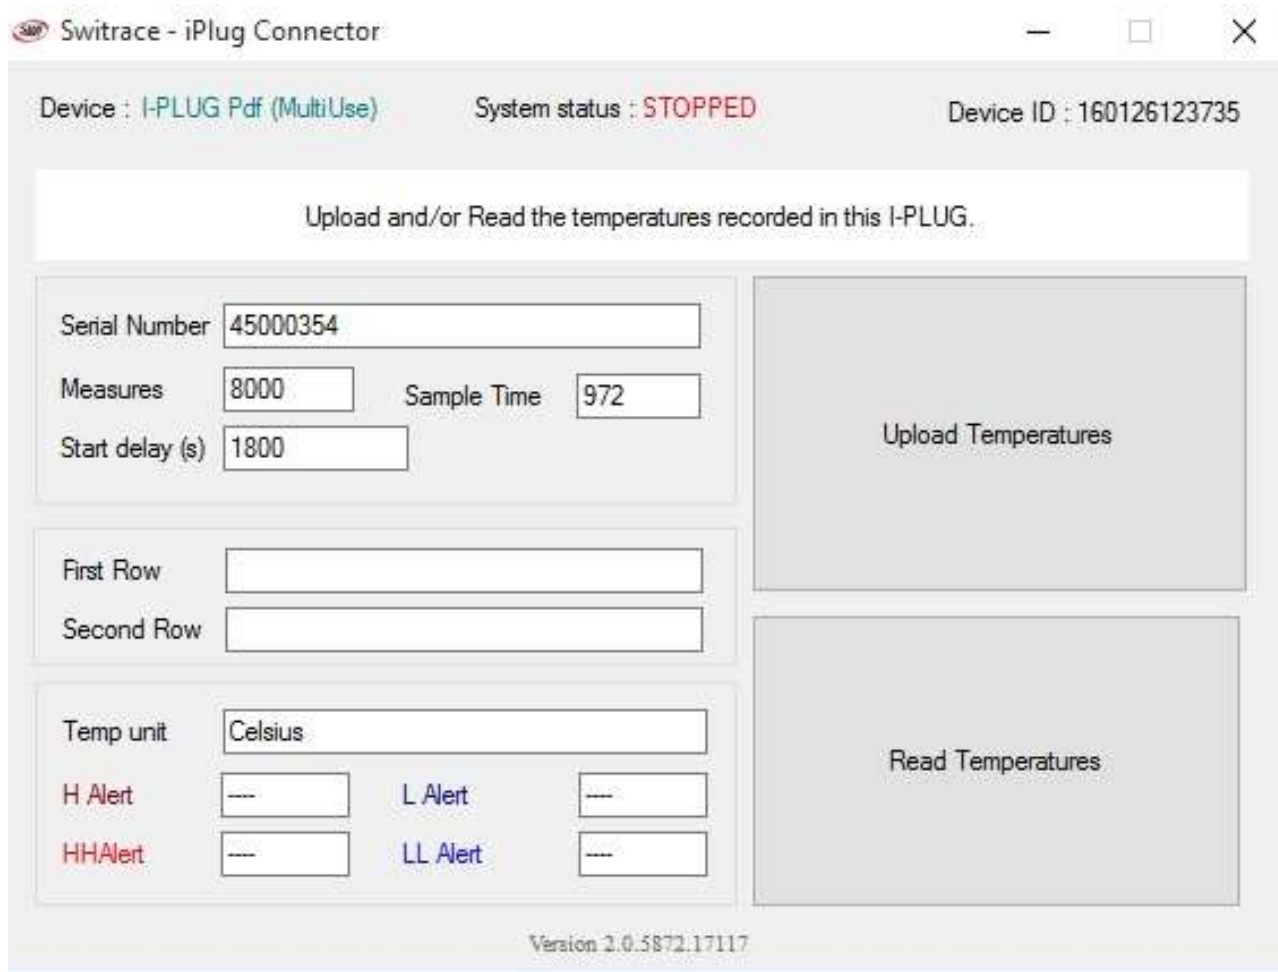 Switrace - iPlug Connector
Device : I-PLUG Pdf (MultiUse) System status : STOPPED Device ID : 160126123735
Upload and/or Read the temperatures recorded in this I-PLUG.
Serial Number 45000354
Measures 8000 Sample Time 972
Start delay (s) 1800
Upload Temperatures
First Row
Second Row
Temp unit Celsius
H Alert ---- L Alert ----
HHAlert ---- LL Alert ----
Read Temperatures
Version 2.0.5872.17117